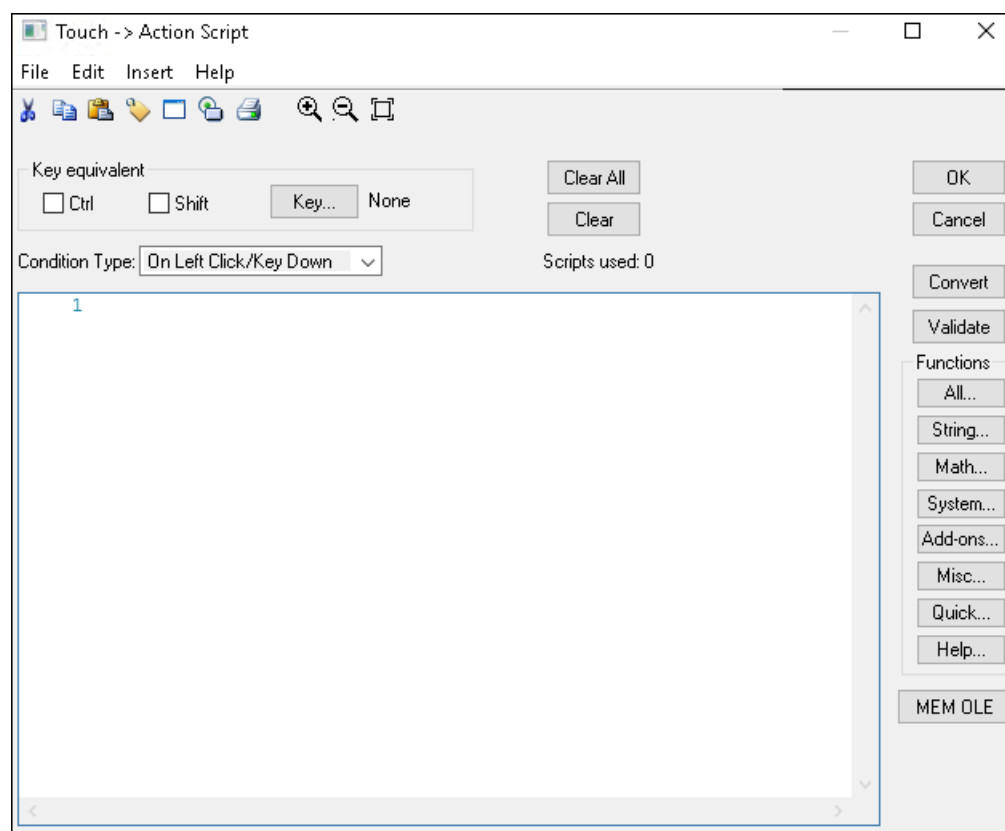 Touch -> Action Script
File Edit Insert Help
Key equivalent
Ctrl Shift Key... None
Clear All
Clear
OK
Cancel
Condition Type: On Left Click/Key Down
Scripts used: 0
Convert
Validate
1
Functions
All...
String...
Math...
System...
Add-ons...
Misc...
Quick...
Help...
MEM OLE